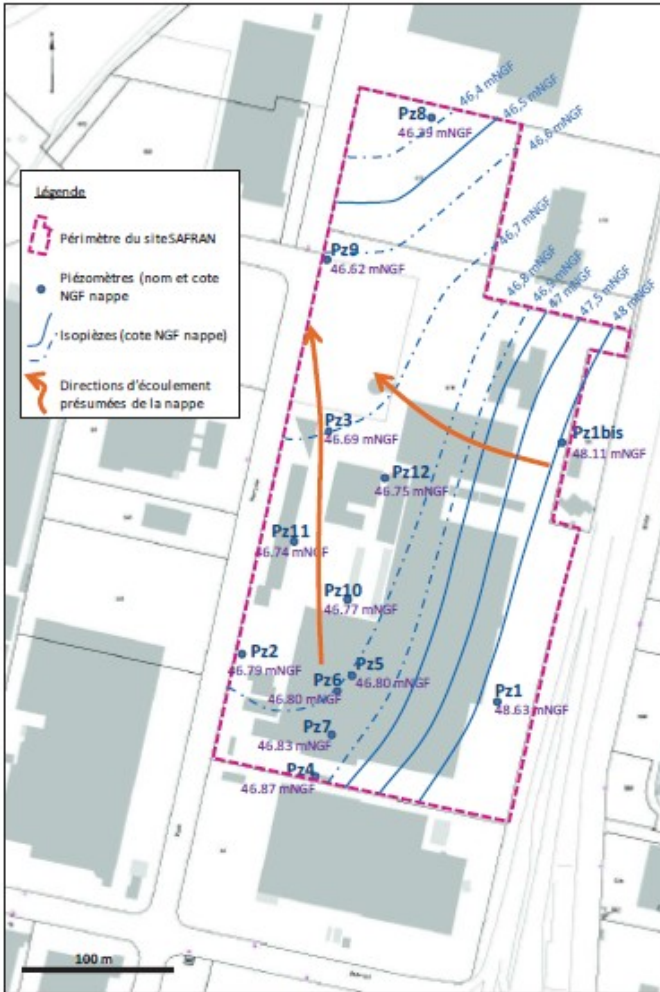 46,4 mNGF
46,5 mNGF
46,6 mNGF
Pz8
46.39 mNGF
Légende
Périmètre du site SAFRAN
Piézomètres (nom et cote
NGF nappe
Isopièzes (cote NGF nappe)
Directions d'écoulement
présumées de la nappe
46,7 mNGF
46,8 mNGF
46,9 mNGF
47 mNGF
47,5 mNGF
48 mNGF
Pz9
46.62 mNGF
Pz3
46.69 mNGF
Pz1bis
48.11 mNGF
Pz12
46.75 mNGF
Pz11
46.74 mNGF
Pz10
46.77 mNGF
Pz2
46.79 mNGF
Pz5
46.80 mNGF
Pz6
46.80 mNGF
Pz1
48.63 mNGF
Pz7
46.83 mNGF
Pz4
46.87 mNGF
100 m